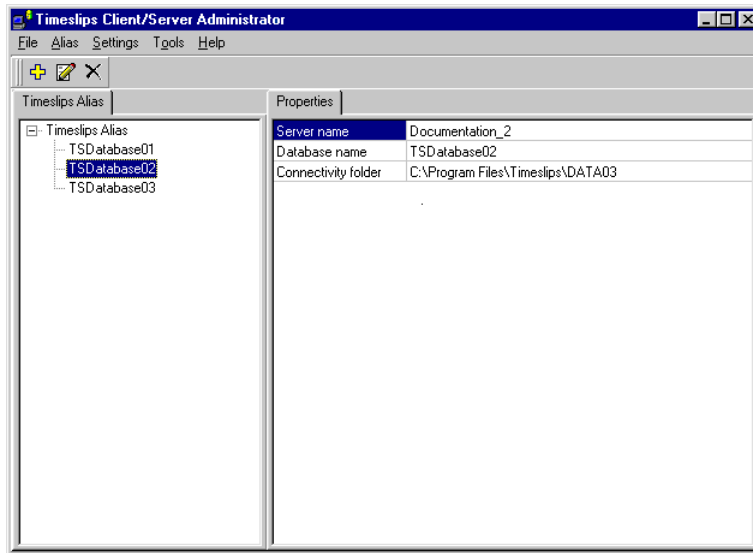 Timeslips Client/Server Administrator
File Alias Settings Tools Help
Timeslips Alias
Properties
Timeslips Alias
TSDatabase01
TSDatabase02
TSDatabase03
Server name Documentation_2
Database name TSDatabase02
Connectivity folder C:\Program Files\Timeslips\DATA03